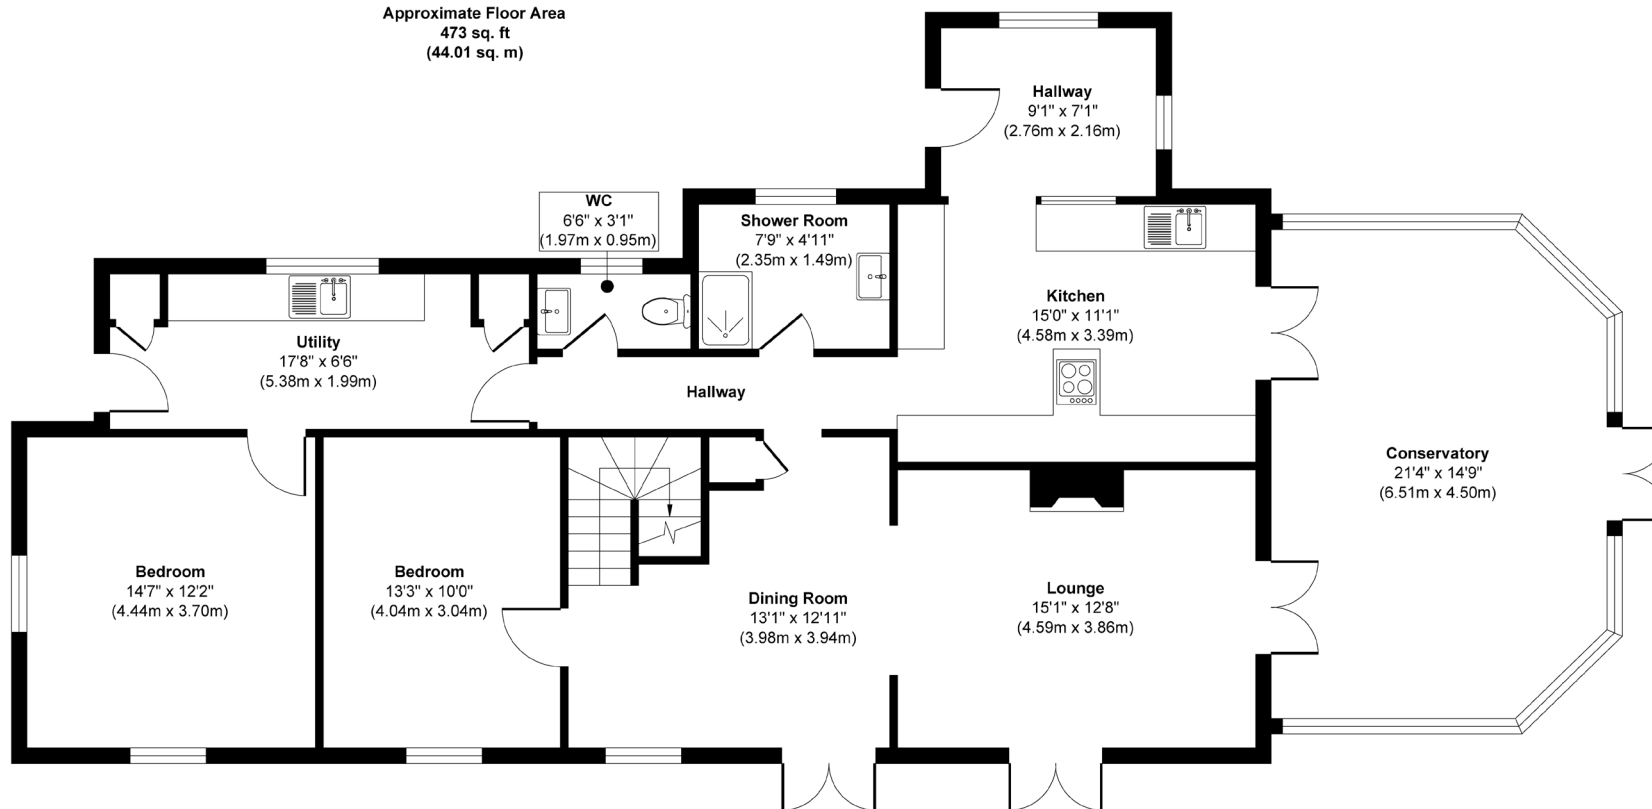 Approximate Floor Area
473 sq. ft
(44.01 sq. m)
Hallway
9'1" x 7'1"
(2.76m x 2.16m)
WC
6'6" x 3'1"
(1.97m x 0.95m)
Shower Room
7'9" x 4'11"
(2.35m x 1.49m)
Kitchen
15'0" x 11'1"
(4.58m x 3.39m)
Utility
17'8" x 6'6"
(5.38m x 1.99m)
Hallway
Conservatory
21'4" x 14'9"
(6.51m x 4.50m)
Bedroom
14'7" x 12'2"
(4.44m x 3.70m)
Bedroom
13'3" x 10'0"
(4.04m x 3.04m)
Dining Room
13'1" x 12'11"
(3.98m x 3.94m)
Lounge
15'1" x 12'8"
(4.59m x 3.86m)